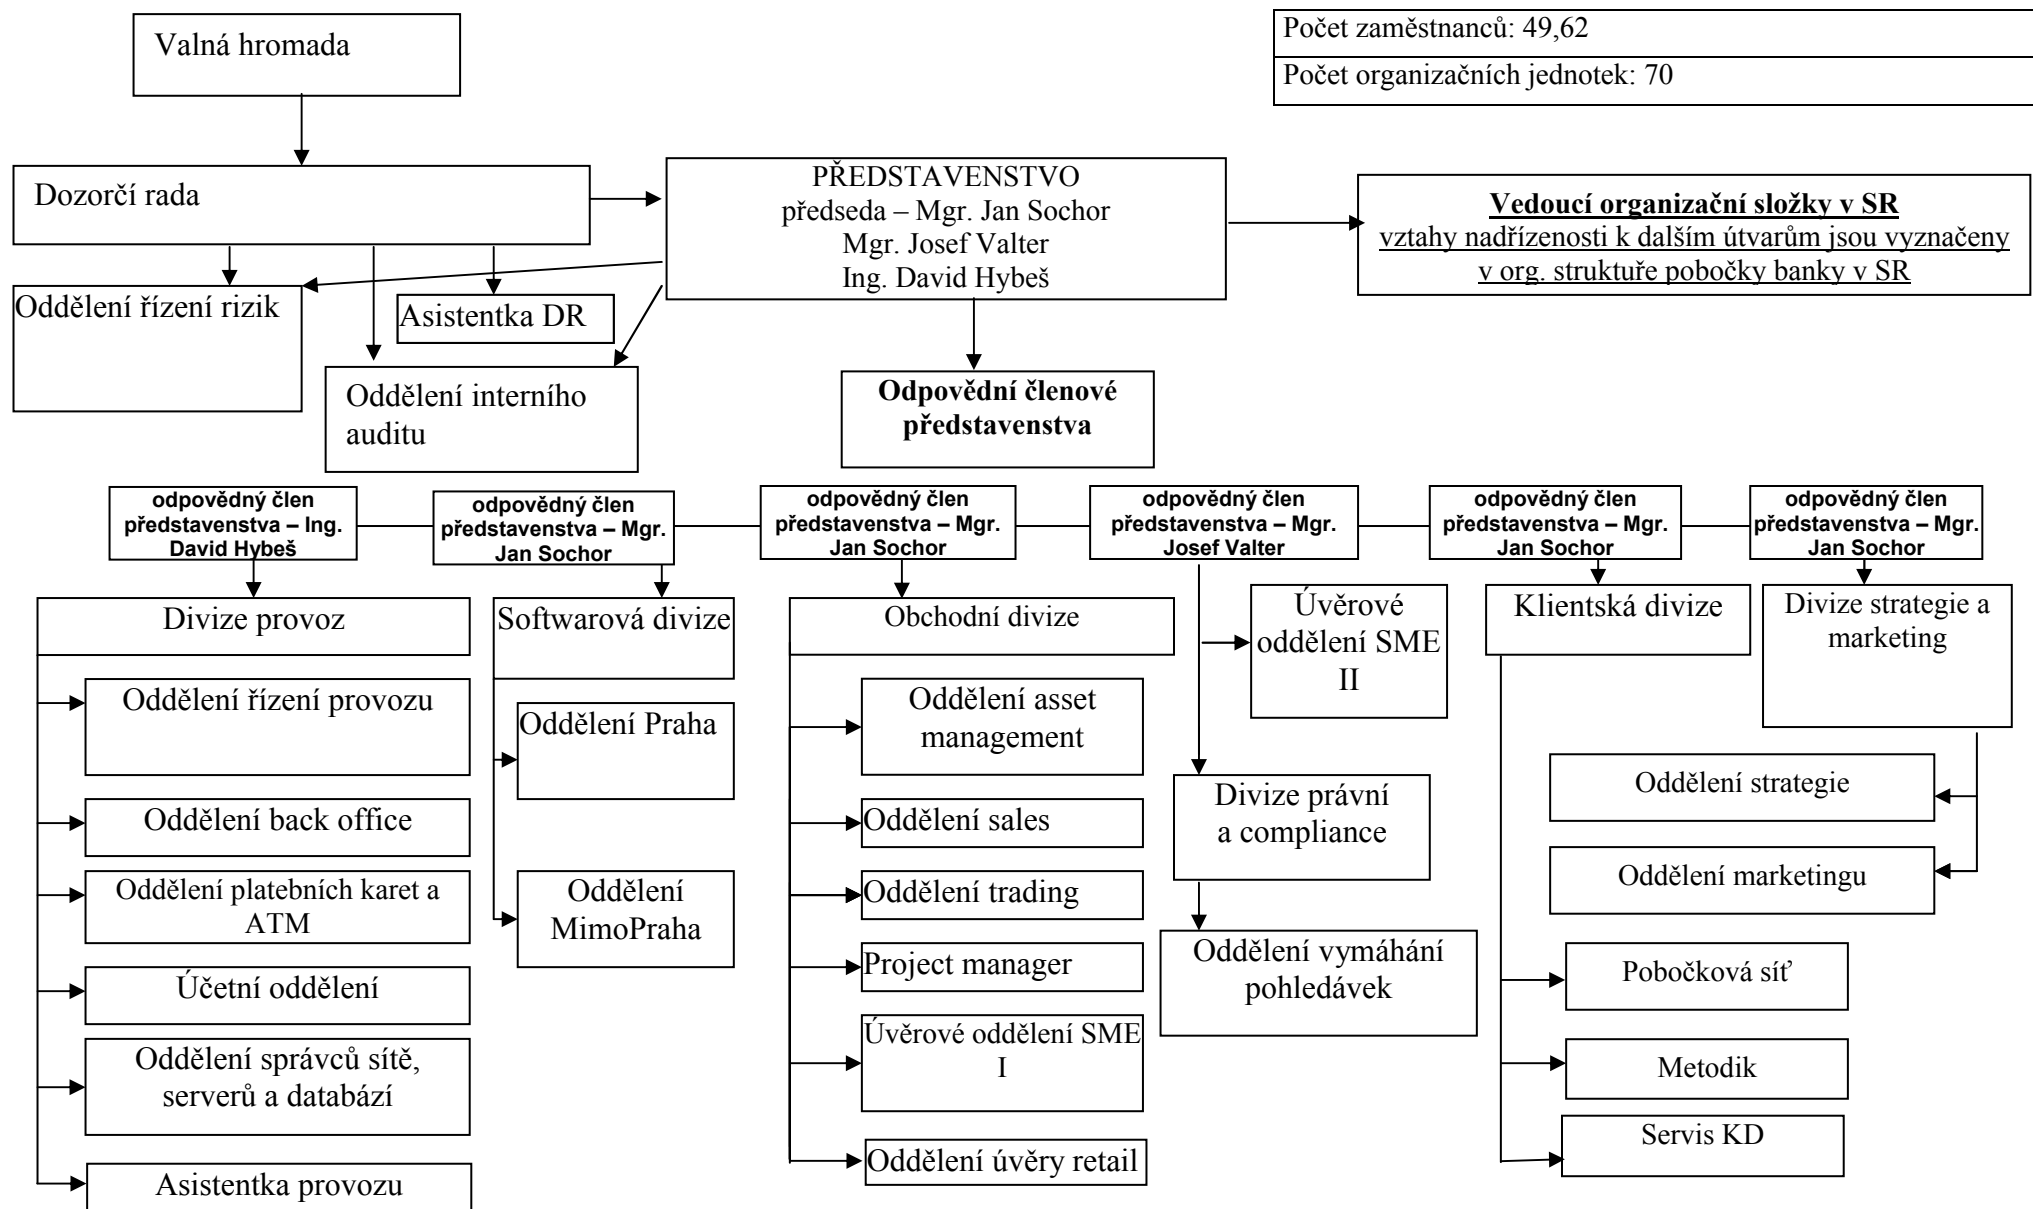 Valná hromada
Počet zaměstnanců: 49,62
Počet organizačních jednotek: 70
Dozorčí rada
PŘEDSTAVENSTVO
předseda – Mgr. Jan Sochor
Mgr. Josef Valter
Ing. David Hybeš
Vedoucí organizační složky v SR
vztahy nadřízenosti k dalším útvarům jsou vyznačeny
v org. struktuře pobočky banky v SR
Oddělení řízení rizik
Asistentka DR
Oddělení interního
auditu
Odpovědní členové
představenstva
odpovědný člen
představenstva – Ing.
David Hybeš
odpovědný člen
představenstva – Mgr.
Jan Sochor
odpovědný člen
představenstva – Mgr.
Jan Sochor
odpovědný člen
představenstva – Mgr.
Josef Valter
odpovědný člen
představenstva – Mgr.
Jan Sochor
odpovědný člen
představenstva – Mgr.
Jan Sochor
Divize provoz
Oddělení řízení provozu
Oddělení back office
Oddělení platebních karet a
ATM
Účetní oddělení
Oddělení správců sítě,
serverů a databází
Asistentka provozu
Softwarová divize
Oddělení Praha
Oddělení
MimoPraha
Obchodní divize
Oddělení asset
management
Oddělení sales
Oddělení trading
Project manager
Úvěrové oddělení SME
I
Oddělení úvěry retail
Úvěrové
oddělení SME
II
Divize právní
a compliance
Oddělení vymáhání
pohledávek
Klientská divize
Pobočková síť
Metodik
Servis KD
Divize strategie a
marketing
Oddělení strategie
Oddělení marketingu